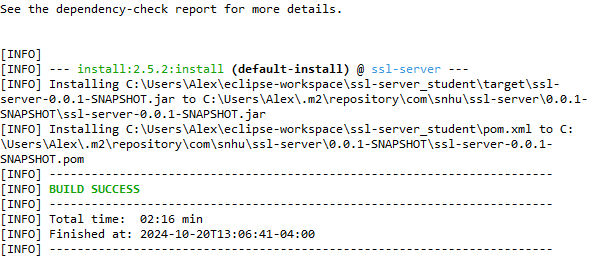 See the dependency-check report for more details.
[INFO]
[INFO] --- install:2.5.2:install (default-install) @ ssl-server ---
[INFO] Installing C:\Users\Alex\eclipse-workspace\ssl-server_student\target\ssl-
server-0.0.1-SNAPSHOT.jar to C:\Users\Alex\.m2\repository\com\snhu\ssl-server\0.0.1-
SNAPSHOT\ssl-server-0.0.1-SNAPSHOT.jar
[INFO] Installing C:\Users\Alex\eclipse-workspace\ssl-server_student\pom.xml to C:
\Users\Alex\.m2\repository\com\snhu\ssl-server\0.0.1-SNAPSHOT\ssl-server-0.0.1-
SNAPSHOT.pom
[INFO] ------------------------------------------------------------------------
[INFO] BUILD SUCCESS
[INFO] ------------------------------------------------------------------------
[INFO] Total time:  02:16 min
[INFO] Finished at: 2024-10-20T13:06:41-04:00
[INFO] ------------------------------------------------------------------------